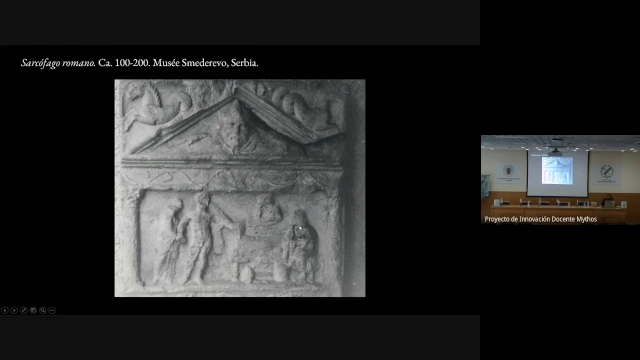 Sarcófago romano. Ca. 100-200. Musée Smederevo, Serbia.
Proyecto de Innovación Docente Mythos